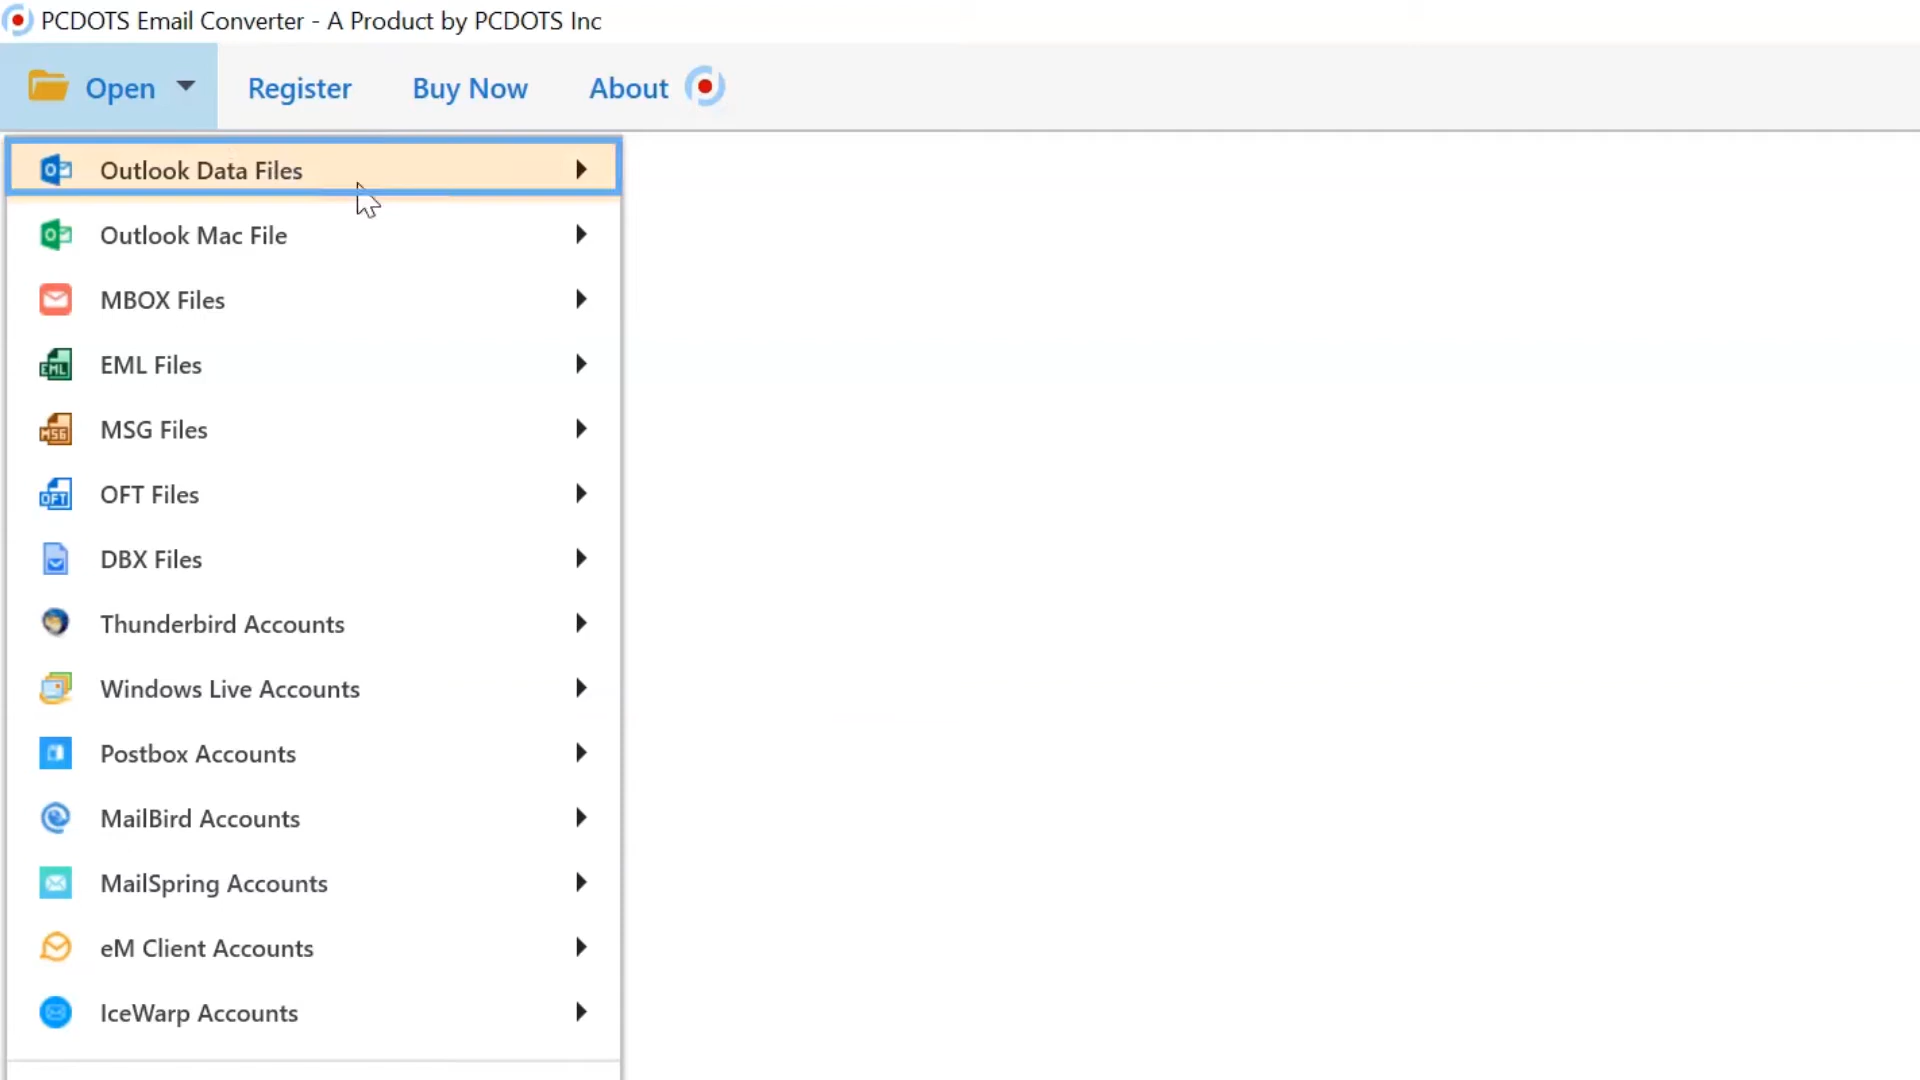 PCDOTS Email Converter - A Product by PCDOTS Inc
Open Register Buy Now About
Outlook Data Files
Outlook Mac File
MBOX Files
EML Files
MSG Files
OFT Files
DBX Files
Thunderbird Accounts
Windows Live Accounts
Postbox Accounts
MailBird Accounts
MailSpring Accounts
eM Client Accounts
IceWarp Accounts